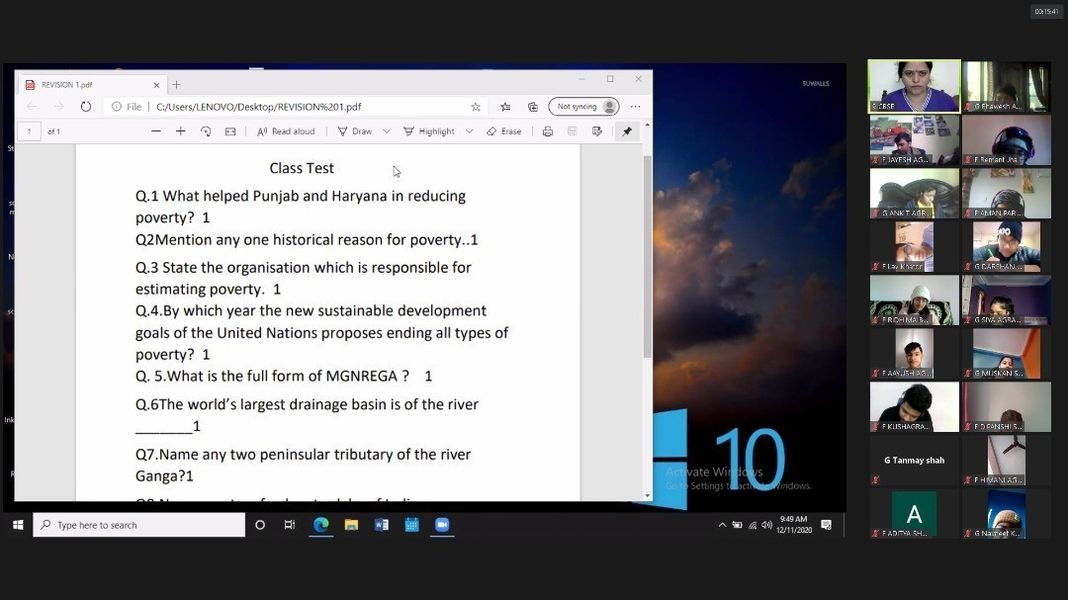 00:15:41
REVISION 1.pdf
SUWALLS
File
C:/Users/LENOVO/Desktop/REVISION%201.pdf
Not syncing
1 of 1
Read aloud
Draw
Highlight
Erase
Class Test
Q.1 What helped Punjab and Haryana in reducing
poverty? 1
Q2Mention any one historical reason for poverty..1
Q.3 State the organisation which is responsible for
estimating poverty. 1
Q.4.By which year the new sustainable development
goals of the United Nations proposes ending all types of
poverty? 1
Q. 5.What is the full form of MGNREGA ? 1
Q.6The world's largest drainage basin is of the river
_______1
Q7.Name any two peninsular tributary of the river
Ganga?1
10
Activate Windows
Go to Settings to activate Windows.
Type here to search
9:49 AM
12/11/2020
G Bhawesh A...
F JAYESH AG...
F Remant Jha
G ANKIT AGR...
F AMAN PAR...
F Lav Khator
G DARSHAN...
F RIDHIMA B...
G SIYA AGRA...
F AAYUSH AG...
G MUSKAN S...
F KUSHAGRA...
F DIPANSHI S...
G Tanmay shah
F HIMANI AG...
A
F ADITYA SH...
G Navneet K...